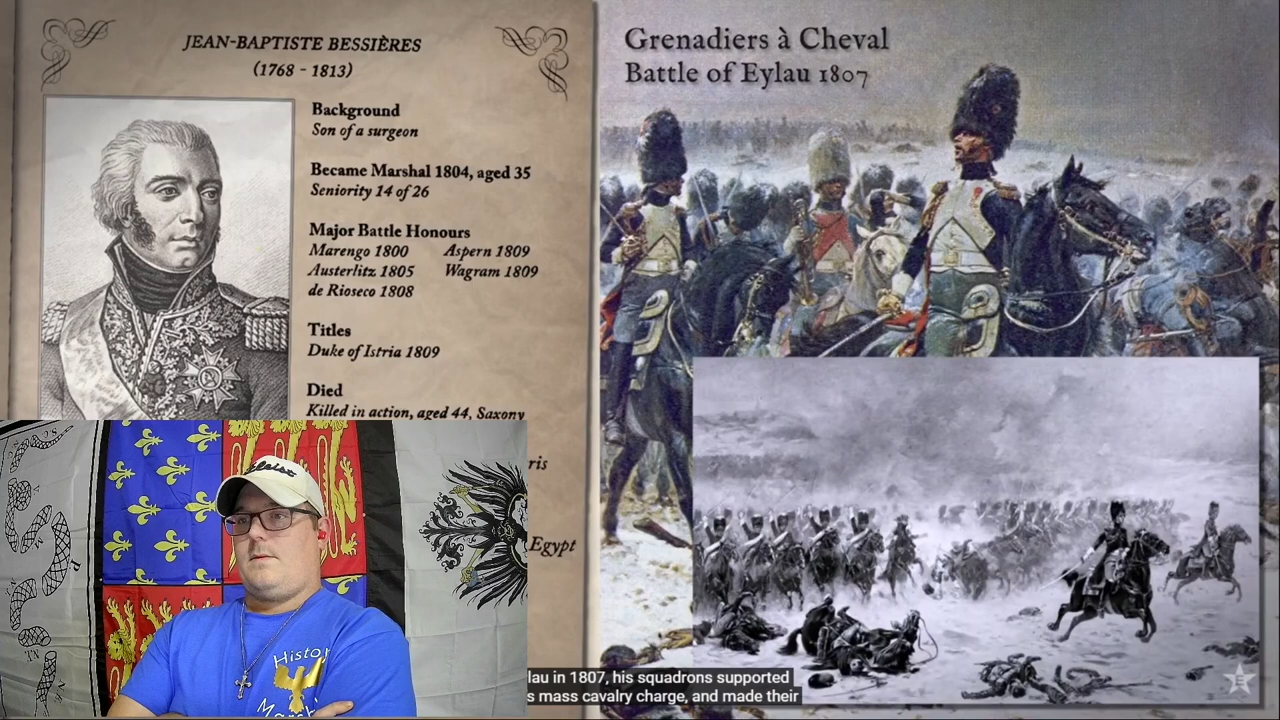 JEAN-BAPTISTE BESSIÈRES
(1768 - 1813)
Background
Son of a surgeon
Became Marshal 1804, aged 35
Seniority 14 of 26
Major Battle Honours
Marengo 1800 Aspern 1809
Austerlitz 1805 Wagram 1809
de Rioseco 1808
Titles
Duke of Istria 1809
Died
Killed in action, aged 44, Saxony
ris
Egypt
Grenadiers à Cheval
Battle of Eylau 1807
Titleist
Histor
Marsh
lau in 1807, his squadrons supported
s mass cavalry charge, and made their